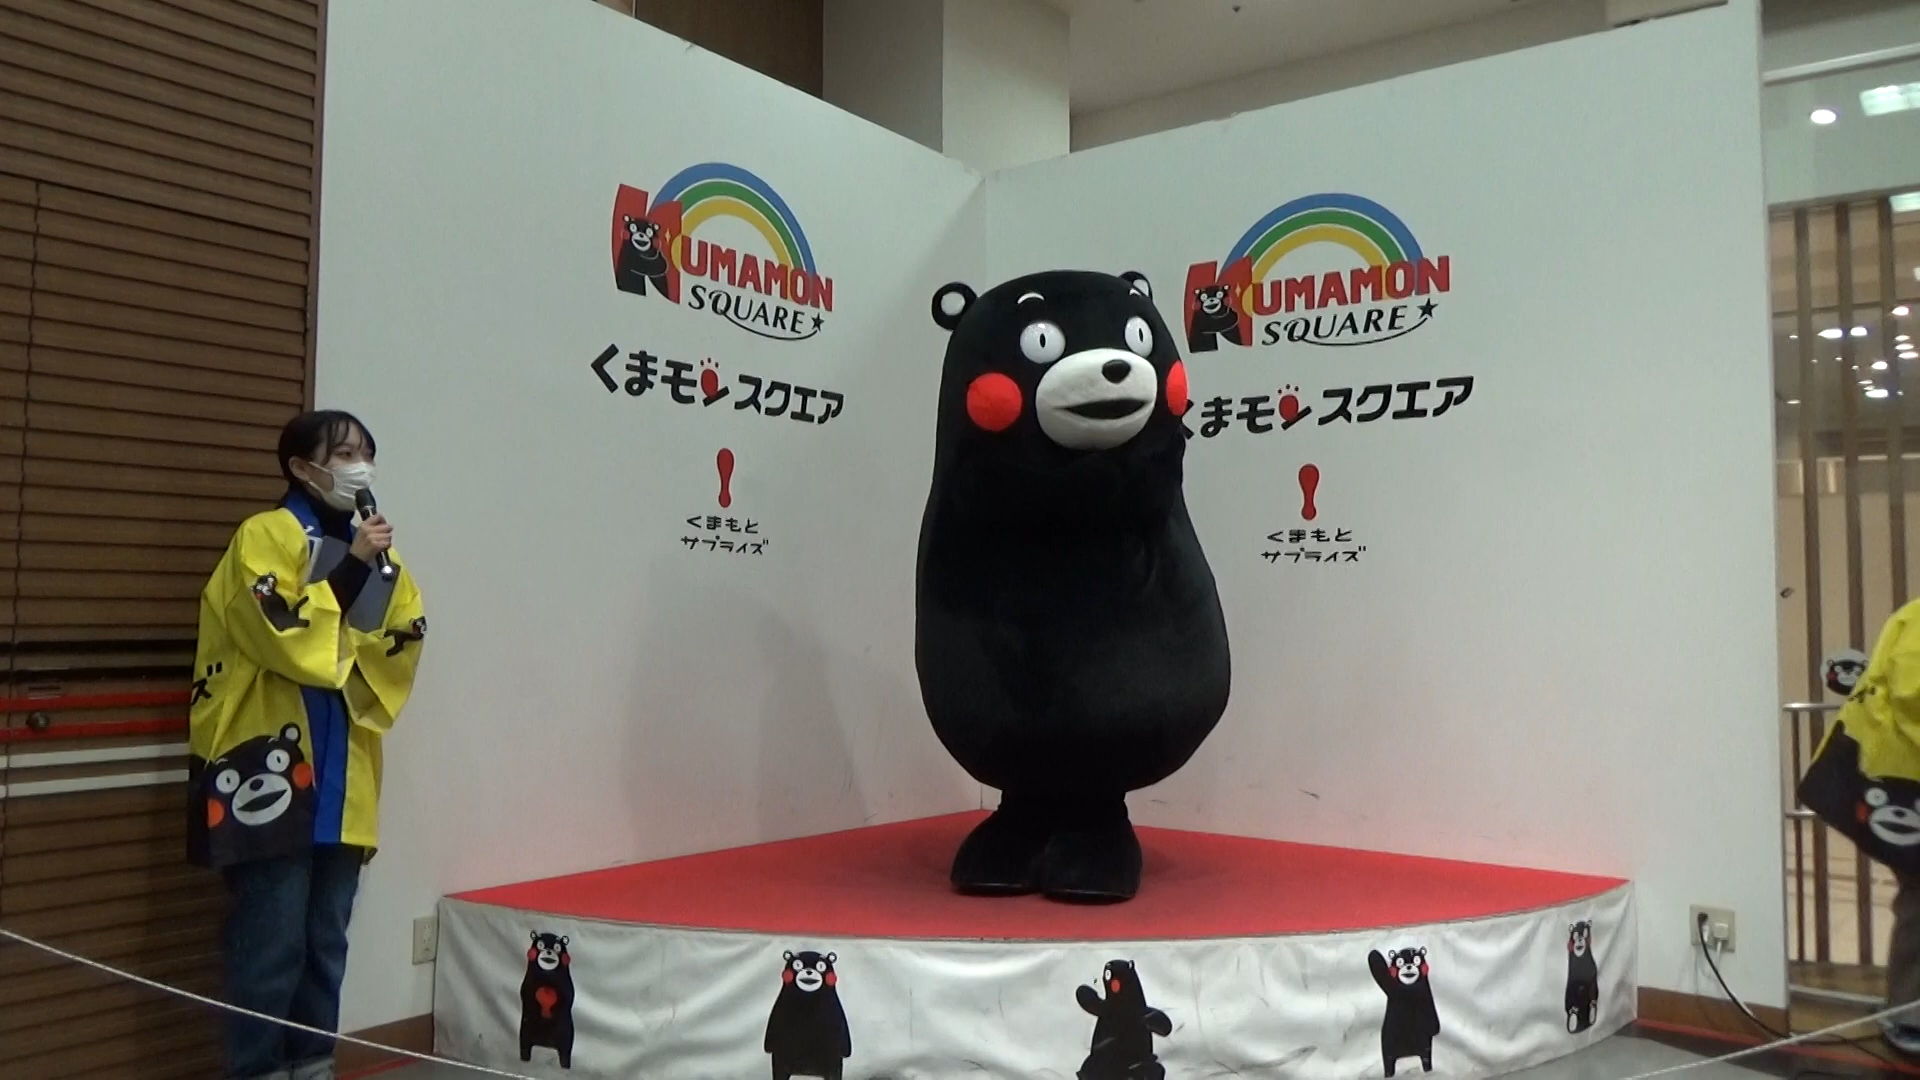 KUMAMON
SQUARE
くまモンスクエア
くまもと
サプライズ
KUMAMON
SQUARE
くまモンスクエア
くまもと
サプライズ
ズ